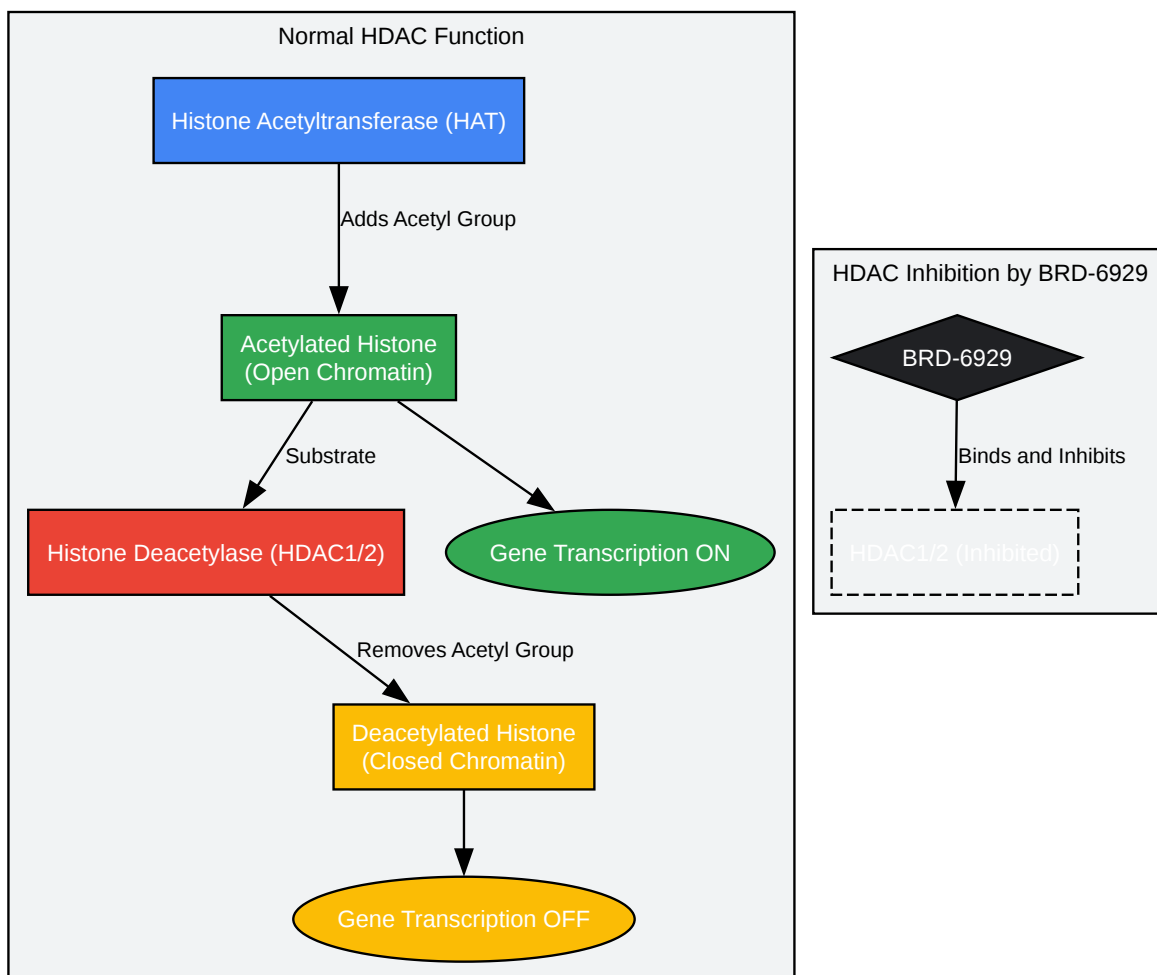 Normal HDAC Function
Histone Acetyltransferase (HAT)
Adds Acetyl Group
Acetylated Histone
(Open Chromatin)
Substrate
Histone Deacetylase (HDAC1/2)
Gene Transcription ON
Removes Acetyl Group
Deacetylated Histone
(Closed Chromatin)
Gene Transcription OFF
HDAC Inhibition by BRD-6929
BRD-6929
Binds and Inhibits
HDAC1/2 (Inhibited)